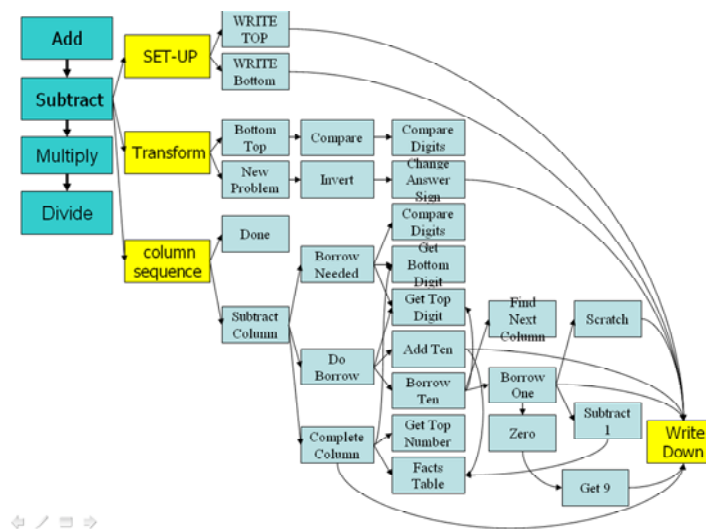 Add
Subtract
Multiply
Divide
SET-UP
Transform
column
sequence
WRITE
TOP
WRITE
Bottom
Bottom
Top
Compare
Compare
Digits
New
Problem
Invert
Change
Answer
Sign
Done
Subtract
Column
Borrow
Needed
Do
Borrow
Complete
Column
Compare
Digits
Get
Bottom
Digit
Get Top
Digit
Add Ten
Borrow
Ten
Get Top
Number
Facts
Table
Find
Next
Column
Borrow
One
Zero
Scratch
Subtract
1
Get 9
Write
Down